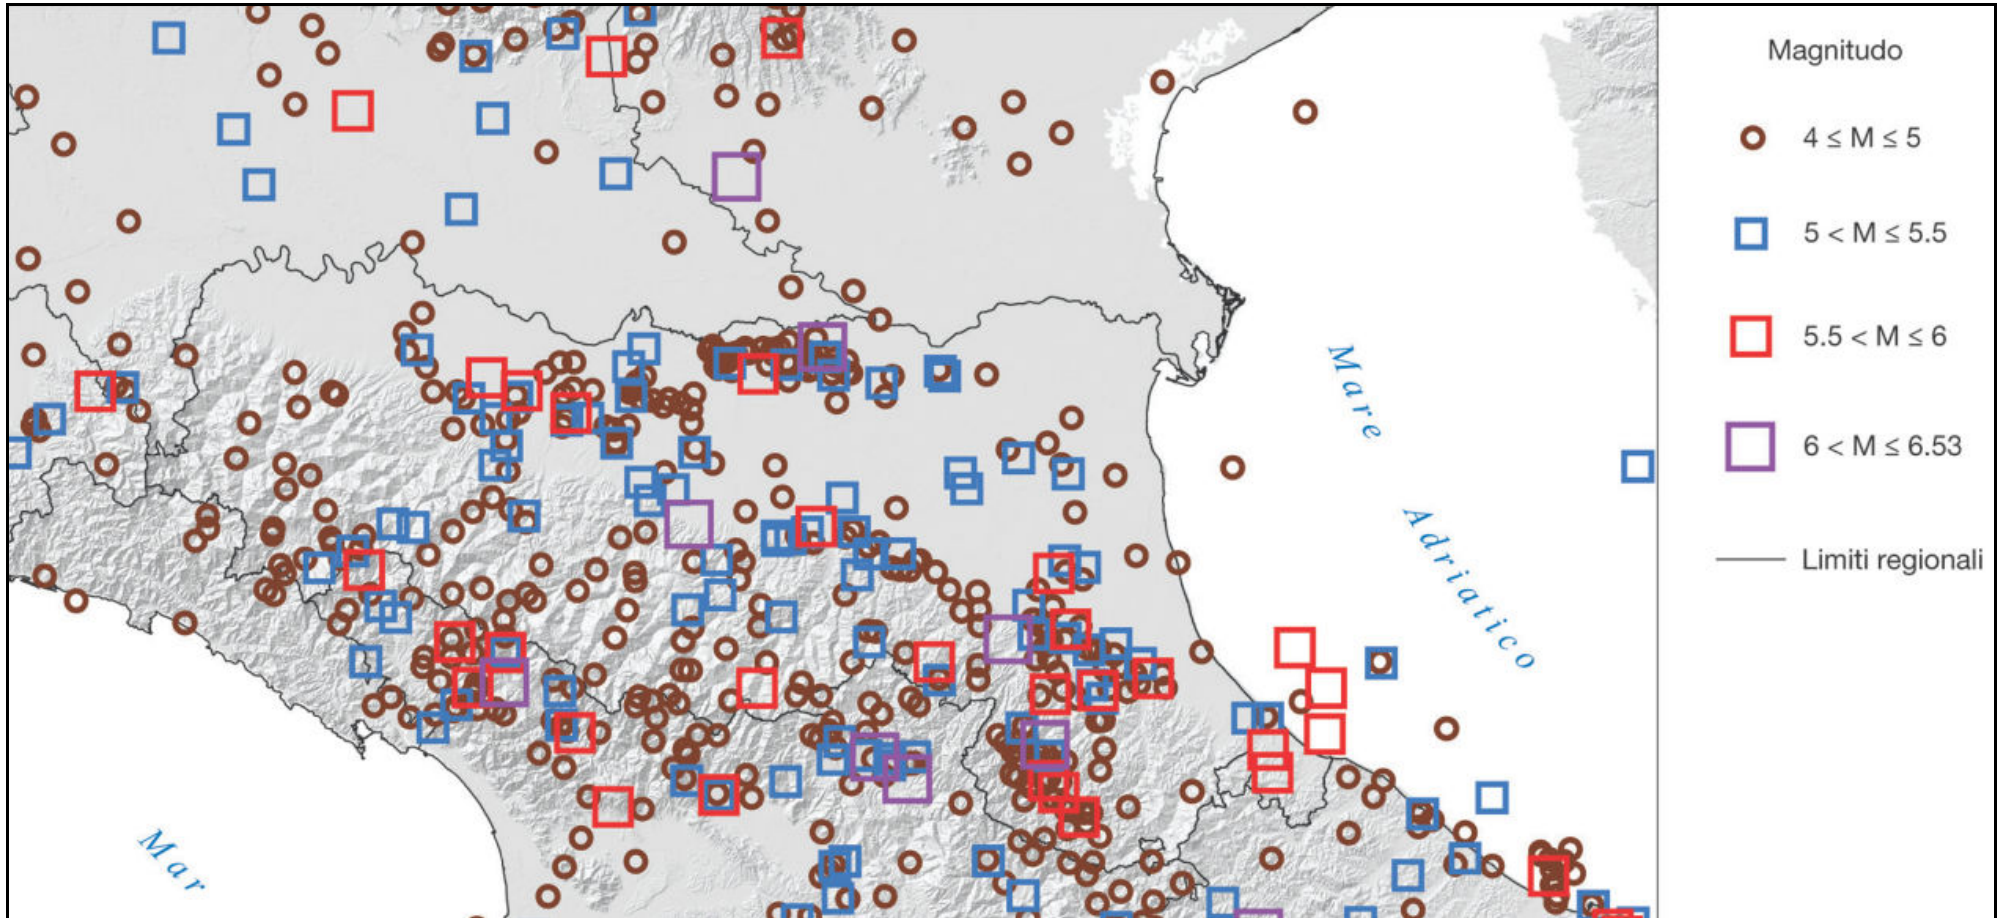 Magnitudo
4 ≤ M ≤ 5
5 < M ≤ 5.5
5.5 < M ≤ 6
6 < M ≤ 6.53
Limiti regionali
Mare
Adriatico
Mar